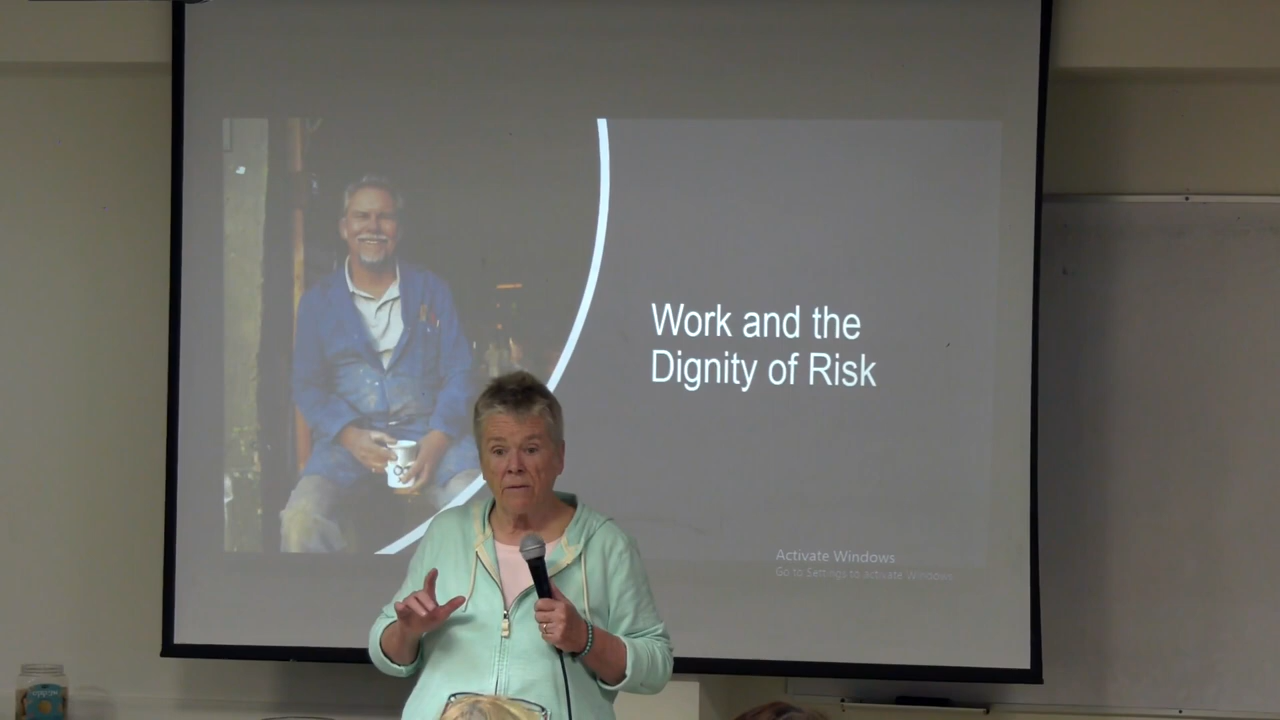 Work and the
Dignity of Risk
Activate Windows
Go to Settings to activate Windows.